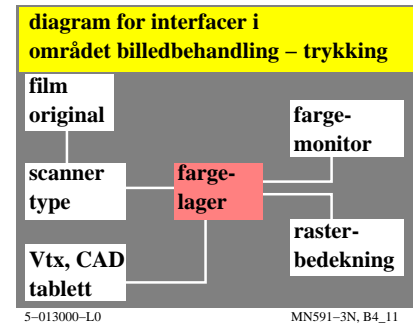 diagram for interfacer i
området billedbehandling – trykking
film
original
farge-
monitor
scanner
type
farge-
lager
raster-
bedekning
Vtx, CAD
tablett
5–013000–L0
MN591–3N, B4_11